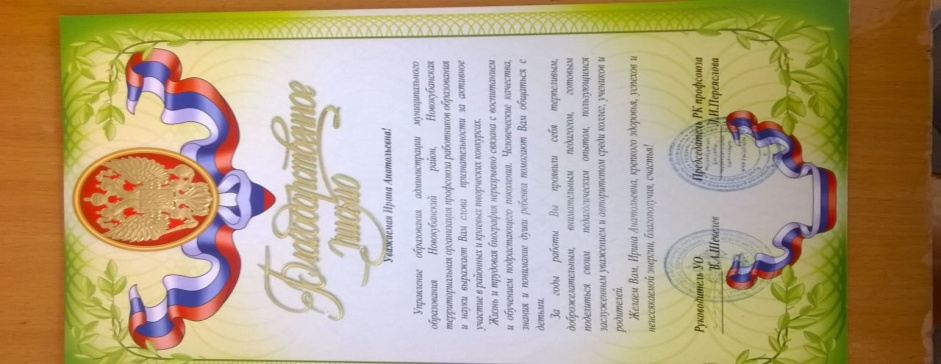 Благодарственное
письмо
Уважаемая Ирина Анатольевна!
Управление образования администрации муниципального
образования Новокубанский район, Новокубанская
территориальная организация профсоюза работников образования
и науки выражает Вам слова признательности за активное
участие в районных и краевых творческих конкурсах.
Жизнь и трудовая биография неразрывно связана с воспитанием
и обучением подрастающего поколения. Человеческие качества,
знания и понимание души ребенка помогают Вам общаться с
детьми.
За годы работы Вы проявили себя терпеливым,
доброжелательным, внимательным педагогом, готовым
поделиться своим педагогическим опытом, пользующимся
заслуженным уважением и авторитетом среди коллег, учеников и
родителей.
Желаем Вам, Ирина Анатольевна, крепкого здоровья, успехов и
неиссякаемой энергии, благополучия, счастья!
Руководитель УО Председатель РК профсоюза
Д.А.Шевелев Переяслова